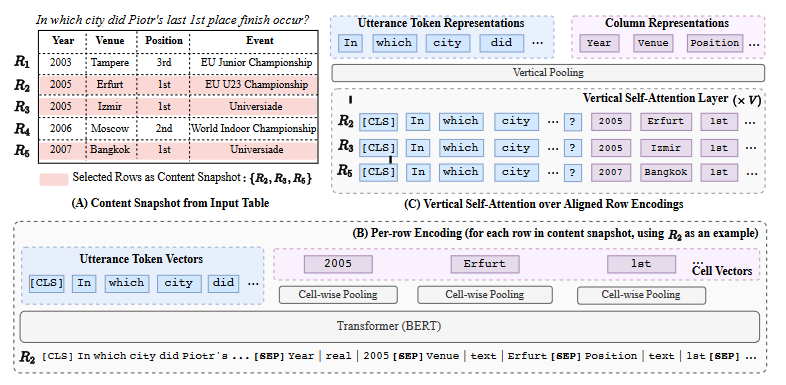 In which city did Piotr's last 1st place finish occur?
Year Venue Position Event
R1 2003 Tampere 3rd EU Junior Championship
R2 2005 Erfurt 1st EU U23 Championship
R3 2005 Izmir 1st Universiade
R4 2006 Moscow 2nd World Indoor Championship
R5 2007 Bangkok 1st Universiade
Selected Rows as Content Snapshot : {R2, R3, R5}
(A) Content Snapshot from Input Table
Utterance Token Representations
In which city did ...
Column Representations
Year Venue Position ...
Vertical Pooling
Vertical Self-Attention Layer (× V)
R2 [CLS] In which city ... ? 2005 Erfurt 1st ...
R3 [CLS] In which city ... ? 2005 Izmir 1st ...
R5 [CLS] In which city ... ? 2007 Bangkok 1st ...
(C) Vertical Self-Attention over Aligned Row Encodings
(B) Per-row Encoding (for each row in content snapshot, using R2 as an example)
Utterance Token Vectors
[CLS] In which city did ...
2005 Erfurt 1st ...
Cell Vectors
Cell-wise Pooling Cell-wise Pooling Cell-wise Pooling
Transformer (BERT)
R2 [CLS] In which city did Piotr's ... [SEP] Year | real | 2005 [SEP] Venue | text | Erfurt [SEP] Position | text | 1st [SEP] ...